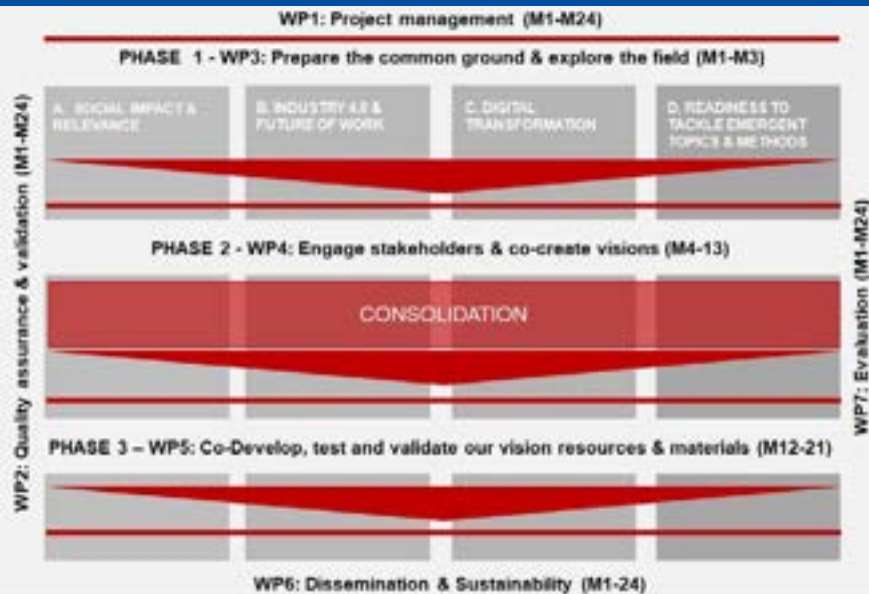 WP1: Project management (M1-M24)
PHASE 1 - WP3: Prepare the common ground & explore the field (M1-M3)
A. SOCIAL IMPACT &
RELEVANCE
B. INDUSTRY 4.0 &
FUTURE OF WORK
C. DIGITAL
TRANSFORMATION
D. READINESS TO
TACKLE EMERGENT
TOPICS & METHODS
WP2: Quality assurance & validation (M1-M24)
PHASE 2 - WP4: Engage stakeholders & co-create visions (M4-13)
CONSOLIDATION
WP7: Evaluation (M1-M24)
PHASE 3 – WP5: Co-Develop, test and validate our vision resources & materials (M12-21)
WP6: Dissemination & Sustainability (M1-24)